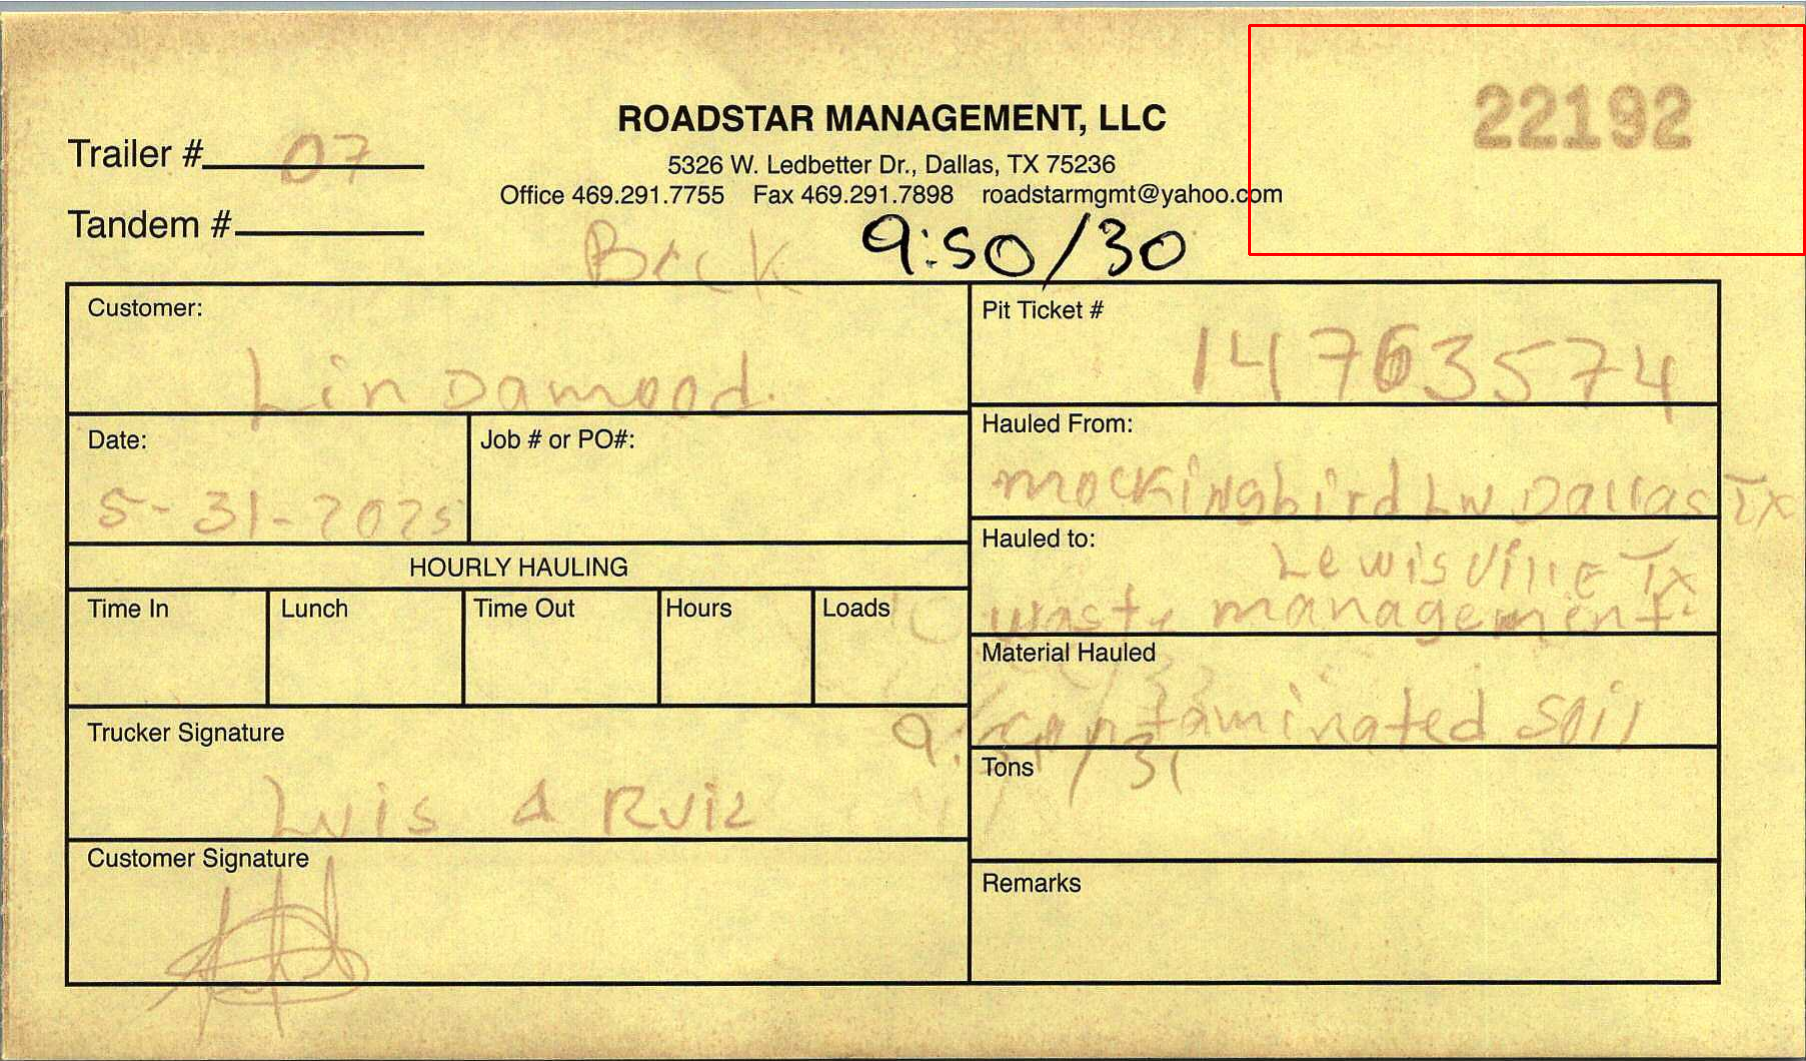 22192
ROADSTAR MANAGEMENT, LLC
Trailer # 07
5326 W. Ledbetter Dr., Dallas, TX 75236
Office 469.291.7755 Fax 469.291.7898 roadstarmgmt@yahoo.com
Tandem #
Beck 9:50/30
Customer:
Lin Damood.
Pit Ticket #
14763574
Date:
5-31-2025
Job # or PO#:
Hauled From:
mockingbird LN Dallas TX
Hauled to:
Lewisville TX
waste management.
HOURLY HAULING
Time In Lunch Time Out Hours Loads
Material Hauled
contaminated soil
Trucker Signature
Luis A Ruiz
Tons
Customer Signature
Remarks